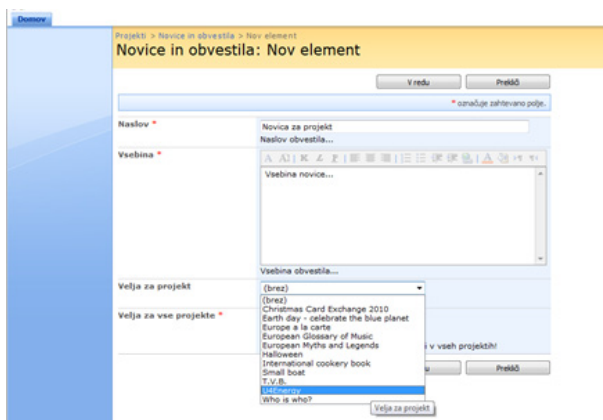 Domov
Projekti > Novice in obvestila > Nov element
Novice in obvestila: Nov element
V redu Prekliči
* označuje zahtevano polje.
Naslov *
Novica za projekt
Naslov obvestila...
Vsebina *
Vsebina novice...
Vsebina obvestila...
Velja za projekt
(brez)
(brez)
Christmas Card Exchange 2010
Earth day - celebrate the blue planet
Europe a la carte
European Glossary of Music
European Myths and Legends
Halloween
International cookery book
Small boat
T.V.B.
U4Energy
Who is who?
Velja za vse projekte *
i v vseh projektih!
u Prekliči
Velja za projekt